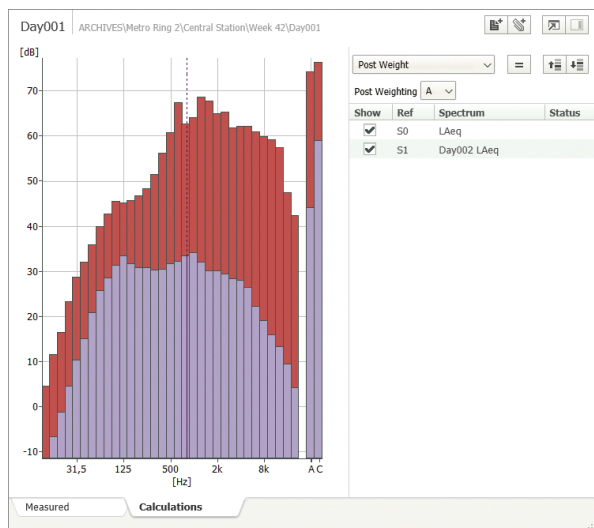 Day001 ARCHIVES\Metro Ring 2\Central Station\Week 42\Day001
[dB]
70
60
50
40
30
20
10
0
-10
31,5 125 500 2k 8k A C
[Hz]
Post Weight =
Post Weighting A
Show Ref Spectrum Status
S0 LAeq
S1 Day002 LAeq
Measured Calculations